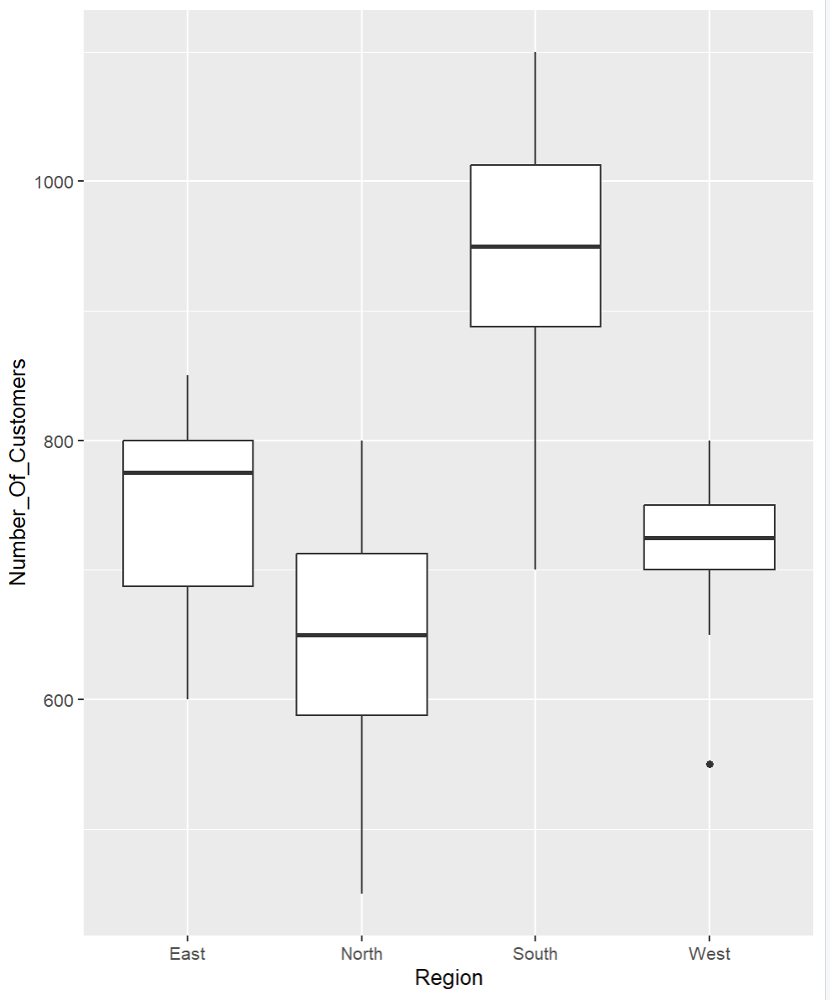 Number_Of_Customers
1000
800
600
East North South West
Region